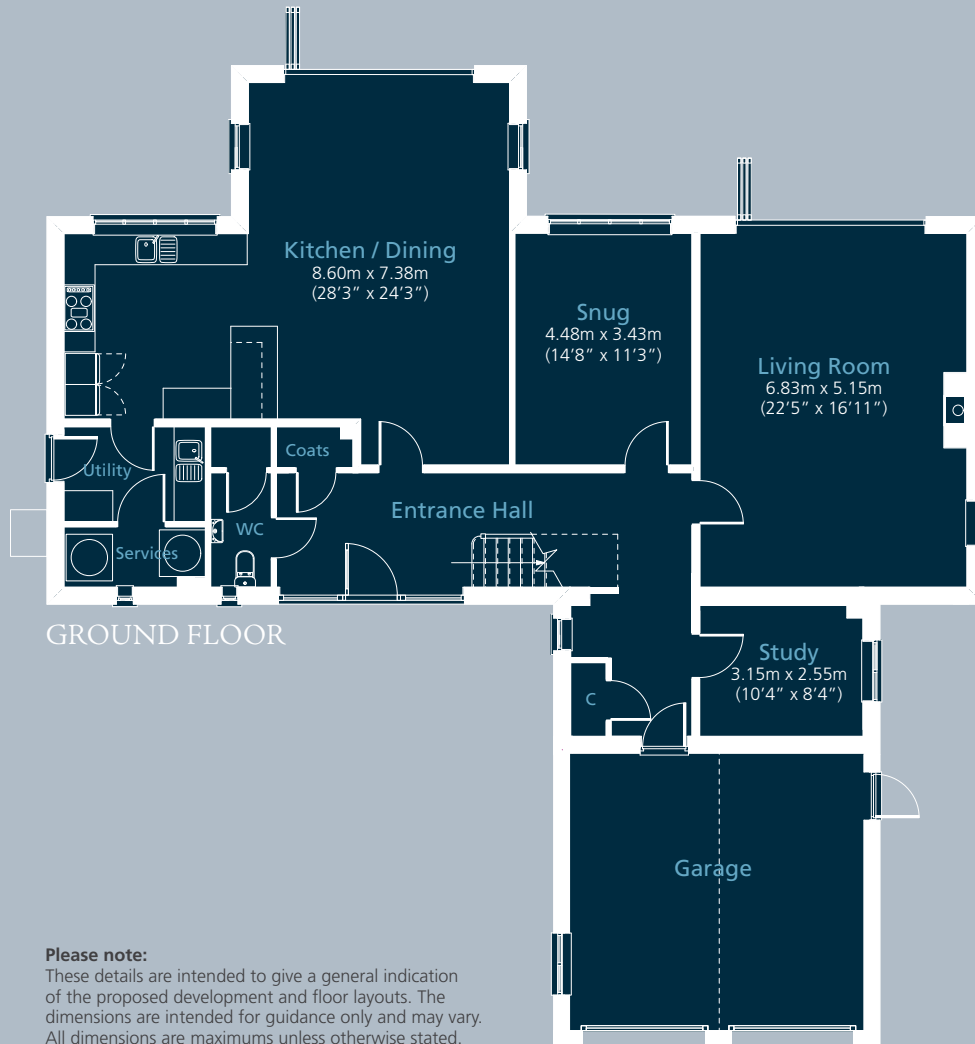 Kitchen / Dining
8.60m x 7.38m
(28’3” x 24’3”)
Snug
4.48m x 3.43m
(14’8” x 11’3”)
Living Room
6.83m x 5.15m
(22’5” x 16’11”)
Coats
Utility
Entrance Hall
WC
Services
GROUND FLOOR
Study
3.15m x 2.55m
(10’4” x 8’4”)
C
Garage
Please note:
These details are intended to give a general indication
of the proposed development and floor layouts. The
dimensions are intended for guidance only and may vary.
All dimensions are maximums unless otherwise stated.